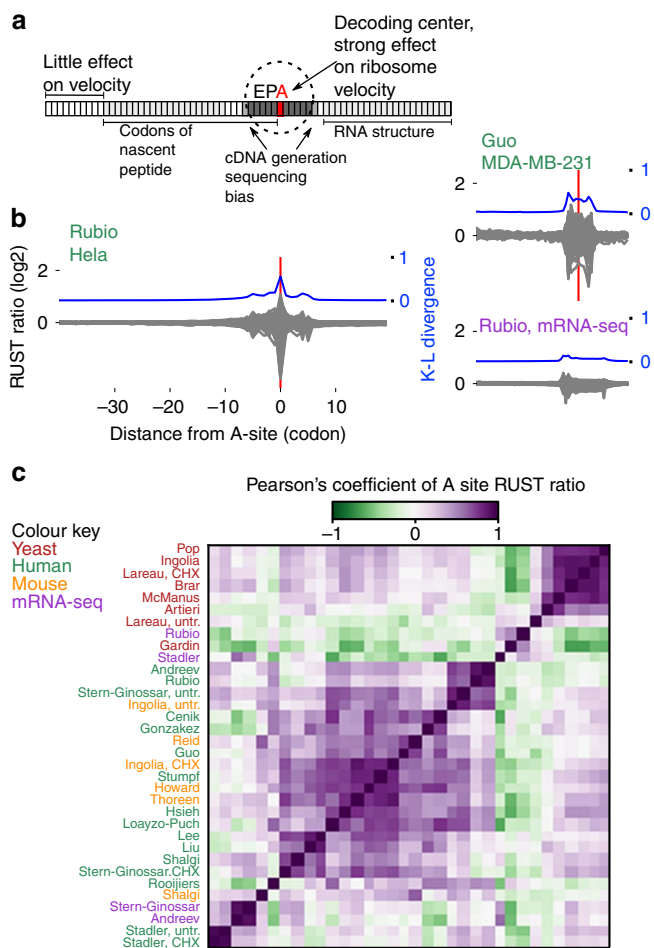 a
Little effect
on velocity
Decoding center,
strong effect
on ribosome
velocity
EPA
Codons of
nascent
peptide
cDNA generation
sequencing
bias
RNA structure
b
Rubio
Hela
RUST ratio (log2)
2
0
1
0
K-L divergence
−30 −20 −10 0 10
Distance from A-site (codon)
Guo
MDA-MB-231
2
0
1
0
Rubio, mRNA-seq
2
0
1
0
c
Pearson's coefficient of A site RUST ratio
−1 0 1
Colour key
Yeast
Human
Mouse
mRNA-seq
Pop
Ingolia
Lareau, CHX
Brar
McManus
Artieri
Lareau, untr.
Rubio
Gardin
Stadler
Andreev
Rubio
Stern-Ginossar, untr.
Ingolia, untr.
Cenik
Gonzakez
Reid
Guo
Ingolia, CHX
Stumpf
Howard
Thoreen
Hsieh
Loayzo-Puch
Lee
Liu
Shalgi
Stern-Ginossar.CHX
Rooijiers
Shalgi
Stern-Ginossar
Andreev
Stadler, untr.
Stadler, CHX